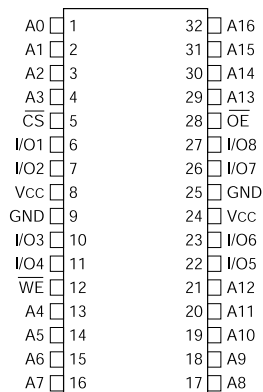 A0 1 32 A16
A1 2 31 A15
A2 3 30 A14
A3 4 29 A13
C̅S̅ 5 28 O̅E̅
I/O1 6 27 I/O8
I/O2 7 26 I/O7
Vcc 8 25 GND
GND 9 24 Vcc
I/O3 10 23 I/O6
I/O4 11 22 I/O5
W̅E̅ 12 21 A12
A4 13 20 A11
A5 14 19 A10
A6 15 18 A9
A7 16 17 A8